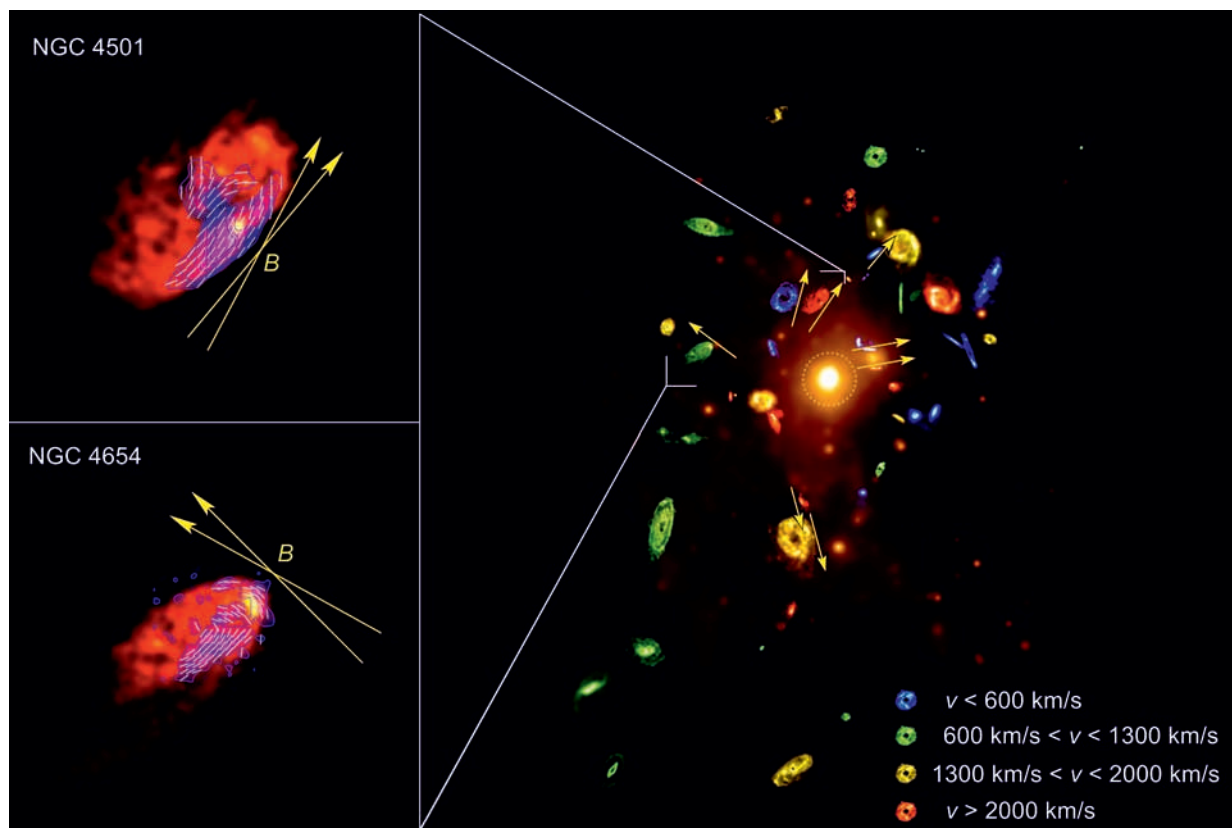 NGC 4501
B
NGC 4654
B
v < 600 km/s
600 km/s < v < 1300 km/s
1300 km/s < v < 2000 km/s
v > 2000 km/s